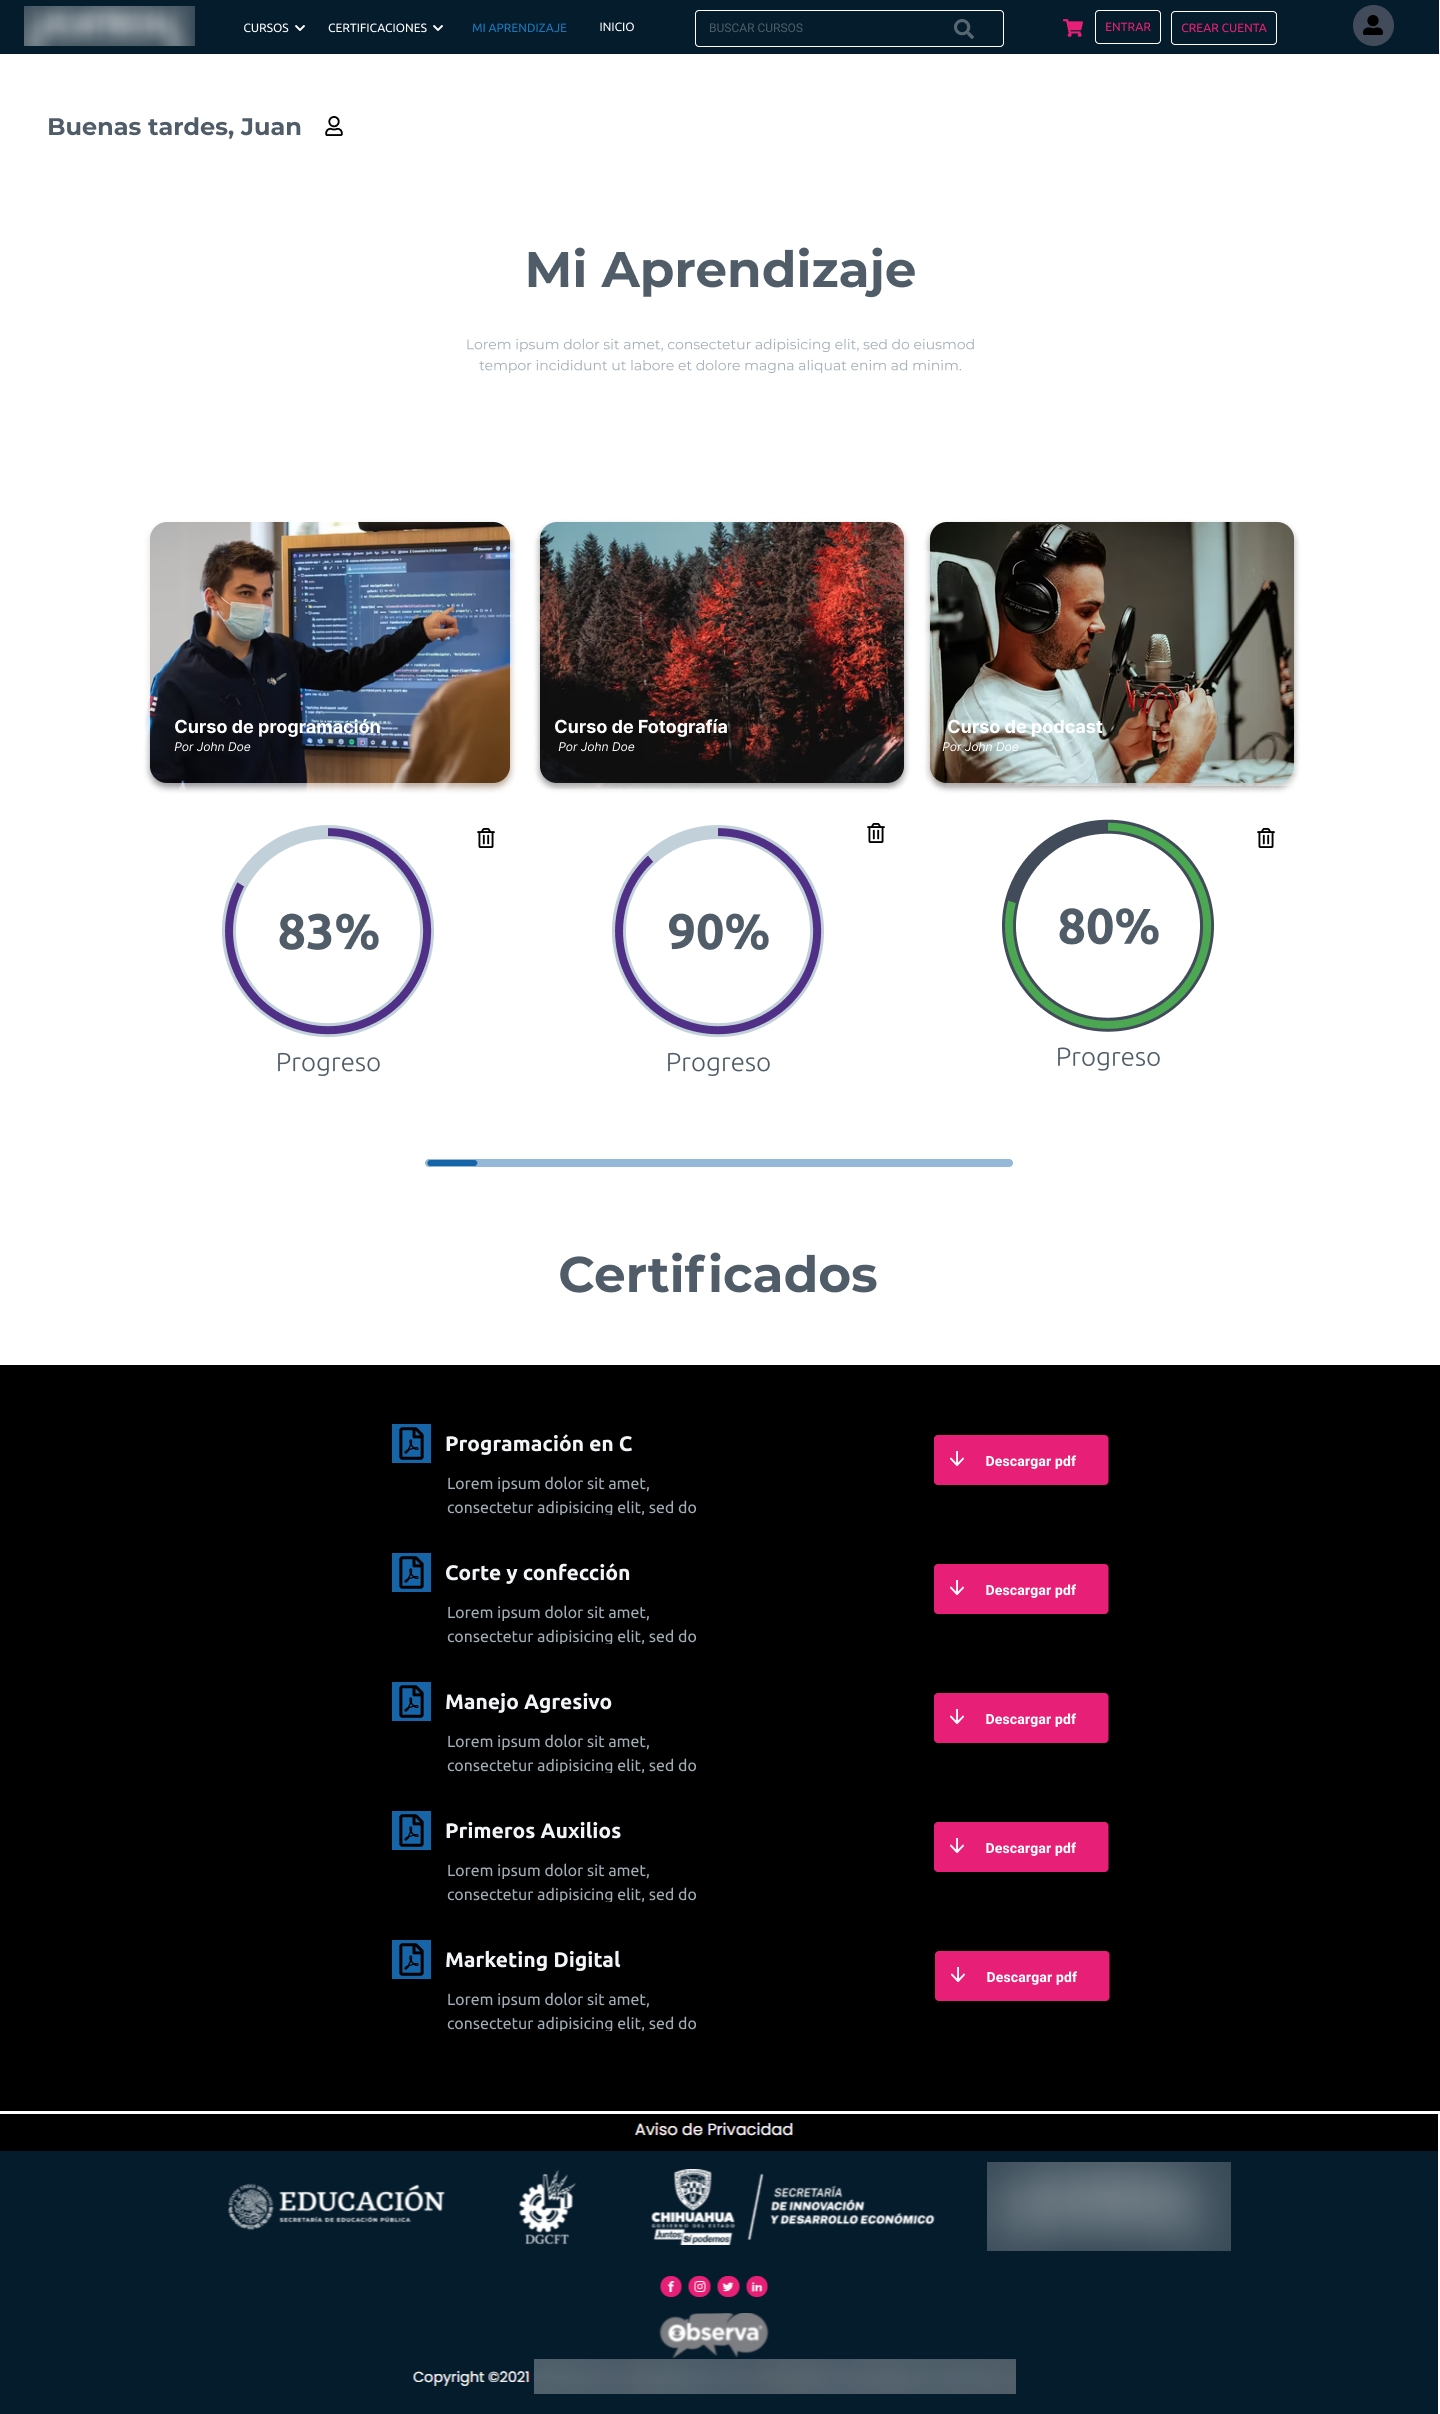 CURSOS
CERTIFICACIONES
MI APRENDIZAJE
INICIO
BUSCAR CURSOS
ENTRAR
CREAR CUENTA
Buenas tardes, Juan
Mi Aprendizaje
Lorem ipsum dolor sit amet, consectetur adipisicing elit, sed do eiusmod
tempor incididunt ut labore et dolore magna aliquat enim ad minim.
Curso de programación
Por John Doe
Curso de Fotografía
Por John Doe
Curso de podcast
Por John Doe
83%
Progreso
90%
Progreso
80%
Progreso
Certificados
Programación en C
Lorem ipsum dolor sit amet,
consectetur adipisicing elit, sed do
Descargar pdf
Corte y confección
Lorem ipsum dolor sit amet,
consectetur adipisicing elit, sed do
Descargar pdf
Manejo Agresivo
Lorem ipsum dolor sit amet,
consectetur adipisicing elit, sed do
Descargar pdf
Primeros Auxilios
Lorem ipsum dolor sit amet,
consectetur adipisicing elit, sed do
Descargar pdf
Marketing Digital
Lorem ipsum dolor sit amet,
consectetur adipisicing elit, sed do
Descargar pdf
Aviso de Privacidad
EDUCACIÓN
SECRETARÍA DE EDUCACIÓN PÚBLICA
DGCFT
CHIHUAHUA
GOBIERNO DEL ESTADO
Juntos Sí podemos
SECRETARÍA
DE INNOVACIÓN
Y DESARROLLO ECONÓMICO
Observa
Copyright ©2021